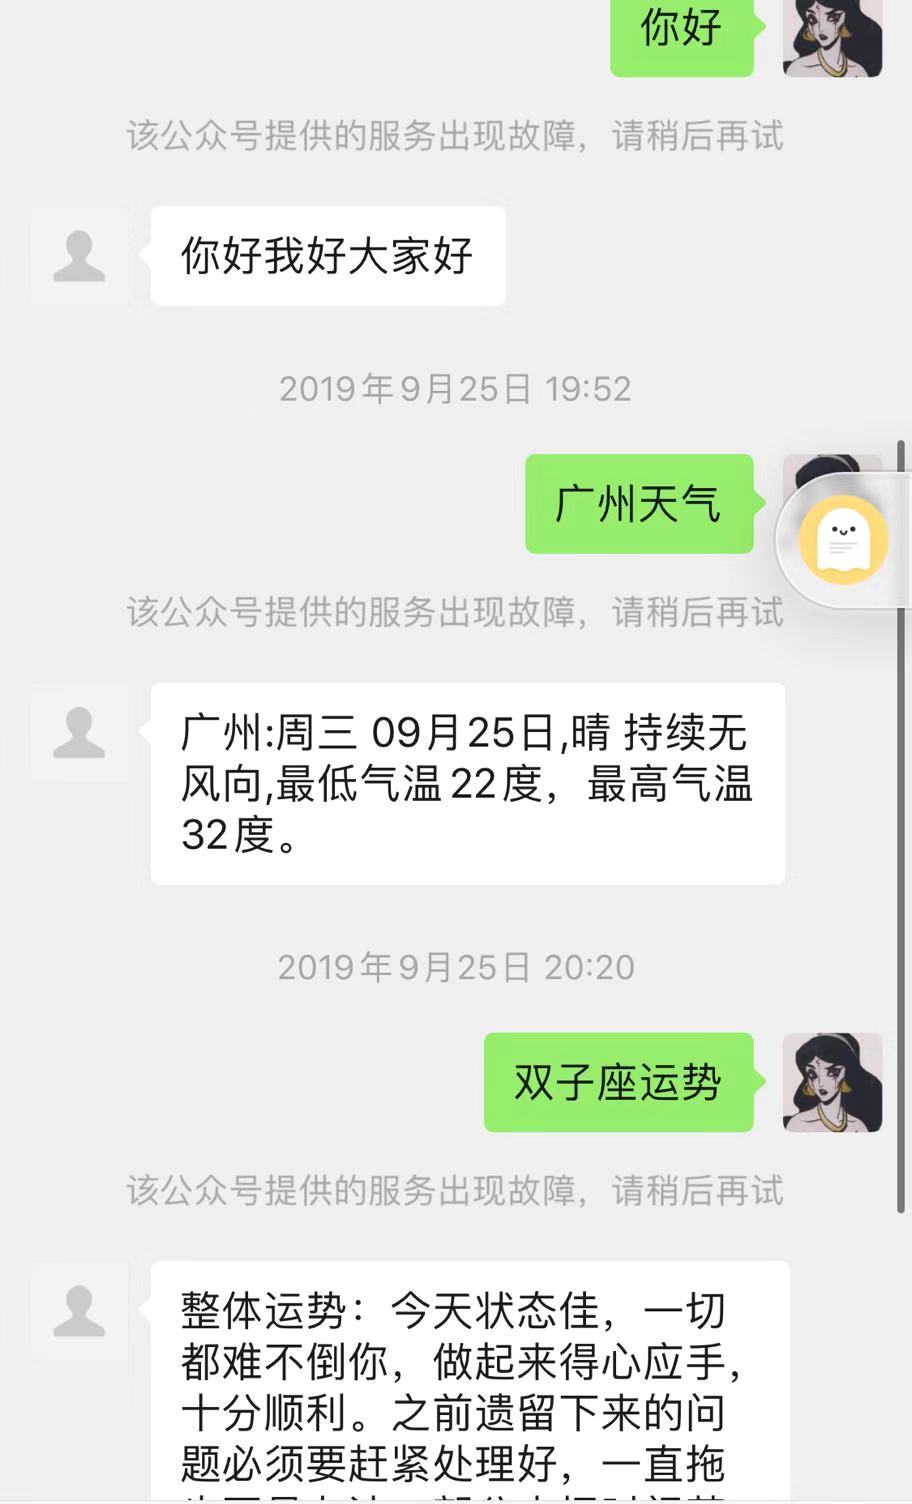 你好
该公众号提供的服务出现故障，请稍后再试
你好我好大家好
2019年9月25日 19:52
广州天气
该公众号提供的服务出现故障，请稍后再试
广州:周三 09月25日,晴 持续无
风向,最低气温22度，最高气温
32度。
2019年9月25日 20:20
双子座运势
该公众号提供的服务出现故障，请稍后再试
整体运势：今天状态佳，一切
都难不倒你，做起来得心应手，
十分顺利。之前遗留下来的问
题必须要赶紧处理好，一直拖